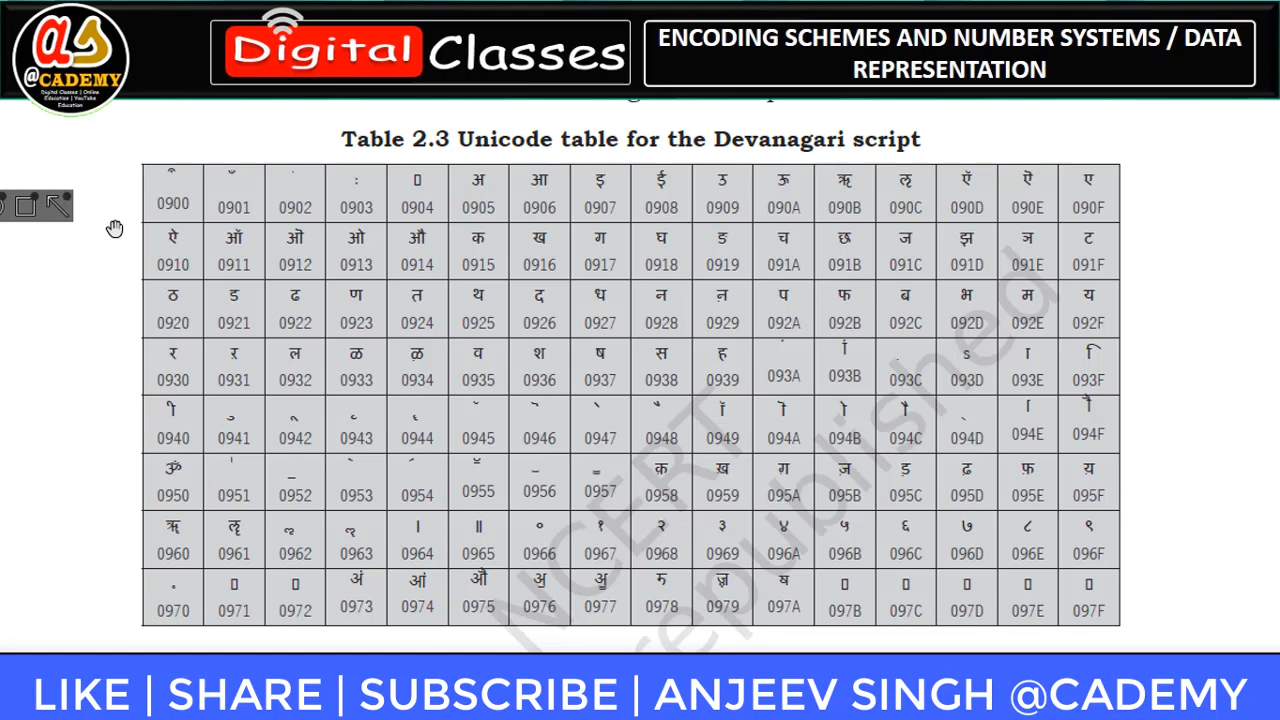 as
@CADEMY
Digital Classes | Online
Education | YouTube
Education
Digital Classes
ENCODING SCHEMES AND NUMBER SYSTEMS / DATA
REPRESENTATION
Table 2.3 Unicode table for the Devanagari script
ऀ ँ ं ः ऄ अ आ इ ई उ ऊ ऋ ऌ ऍ ऎ ए
0900 0901 0902 0903 0904 0905 0906 0907 0908 0909 090A 090B 090C 090D 090E 090F
ऐ ऑ ऒ ओ औ क ख ग घ ङ च छ ज झ ञ ट
0910 0911 0912 0913 0914 0915 0916 0917 0918 0919 091A 091B 091C 091D 091E 091F
ठ ड ढ ण त थ द ध न ऩ प फ ब भ म य
0920 0921 0922 0923 0924 0925 0926 0927 0928 0929 092A 092B 092C 092D 092E 092F
र ऱ ल ळ ऴ व श ष स ह ऺ ऻ ़ ऽ ा ि
0930 0931 0932 0933 0934 0935 0936 0937 0938 0939 093A 093B 093C 093D 093E 093F
ी ु ू ृ ॄ ॅ ॆ े ै ॉ ॊ ो ौ ् ॎ ॏ
0940 0941 0942 0943 0944 0945 0946 0947 0948 0949 094A 094B 094C 094D 094E 094F
ॐ ॑ ॒ ॓ ॔ ॕ ॖ ॗ क़ ख़ ग़ ज़ ड़ ढ़ फ़ य़
0950 0951 0952 0953 0954 0955 0956 0957 0958 0959 095A 095B 095C 095D 095E 095F
ॠ ॡ ॢ ॣ । ॥ ० १ २ ३ ४ ५ ६ ७ ८ ९
0960 0961 0962 0963 0964 0965 0966 0967 0968 0969 096A 096B 096C 096D 096E 096F
॰ ▯ ▯ ॳ ॴ ॵ ॶ ॷ ॸ ॹ ॺ ▯ ▯ ▯ ▯ ▯
0970 0971 0972 0973 0974 0975 0976 0977 0978 0979 097A 097B 097C 097D 097E 097F
NCERT
republished
LIKE | SHARE | SUBSCRIBE | ANJEEV SINGH @CADEMY